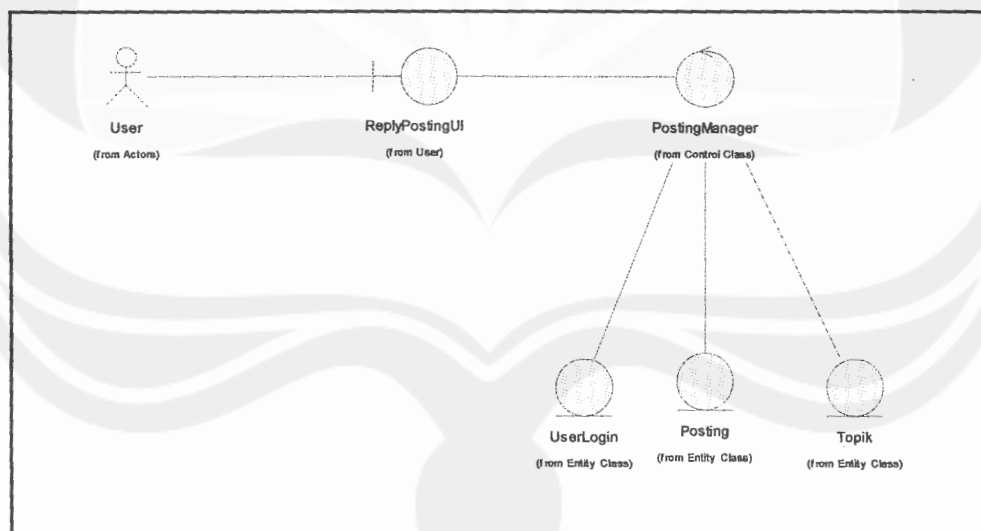 User
(from Actors)
ReplyPostingUI
(from User)
PostingManager
(from Control Class)
UserLogin
(from Entity Class)
Posting
(from Entity Class)
Topik
(from Entity Class)